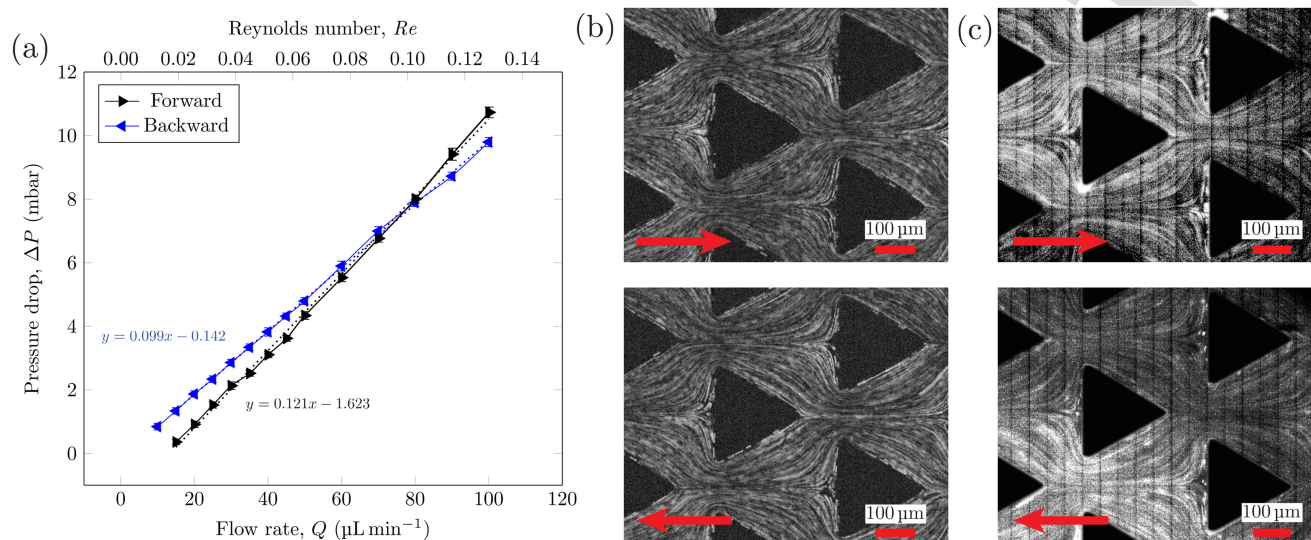 (a)
Reynolds number, Re
0.00 0.02 0.04 0.06 0.08 0.10 0.12 0.14
12
10
8
6
4
2
0
Pressure drop, ΔP (mbar)
Forward
Backward
y = 0.099x − 0.142
y = 0.121x − 1.623
0 20 40 60 80 100 120
Flow rate, Q (µL min⁻¹)
(b)
100 µm
100 µm
(c)
100 µm
100 µm